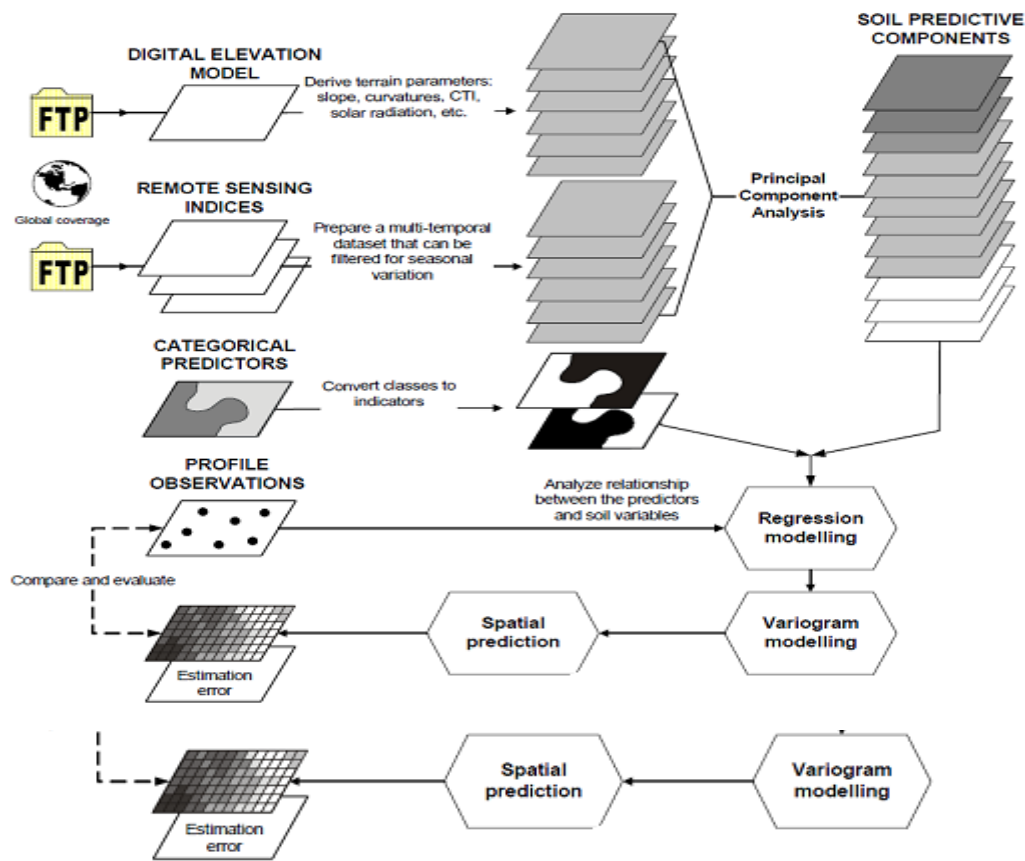 SOIL PREDICTIVE
COMPONENTS
DIGITAL ELEVATION
MODEL
Derive terrain parameters:
slope, curvatures, CTI,
solar radiation, etc.
FTP
Global coverage
REMOTE SENSING
INDICES
Principal
Component
Analysis
Prepare a multi-temporal
dataset that can be
filtered for seasonal
variation
FTP
CATEGORICAL
PREDICTORS
Convert classes to
indicators
PROFILE
OBSERVATIONS
Analyze relationship
between the predictors
and soil variables
Regression
modelling
Compare and evaluate
Spatial
prediction
Variogram
modelling
Estimation
error
Spatial
prediction
Variogram
modelling
Estimation
error